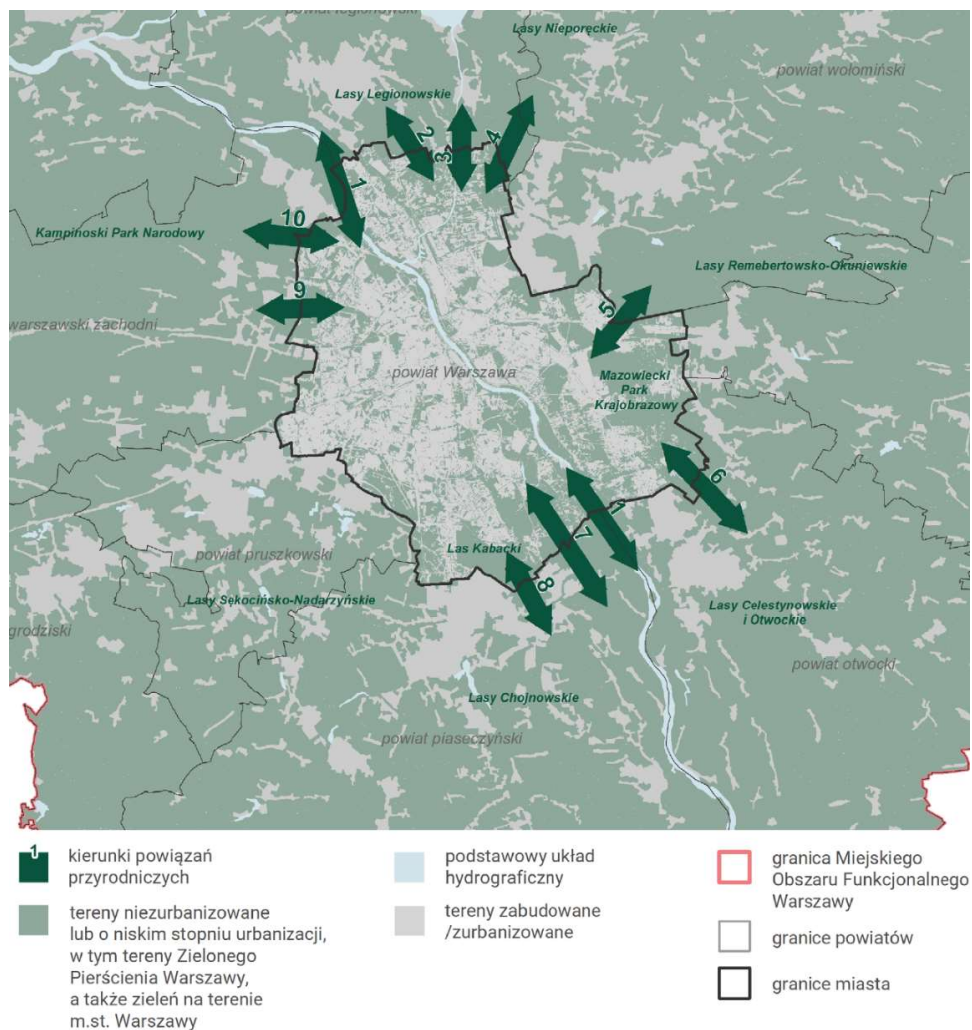 powiat legionowski
Lasy Nieporęckie
powiat wołomiński
Lasy Legionowskie
2
4
3
1
10
Kampinoski Park Narodowy
Lasy Remebertowsko-Okuniewskie
9
5
warszawski zachodni
powiat Warszawa
Mazowiecki
Park
Krajobrazowy
6
1
7
Las Kabacki
powiat pruszkowski
8
Lasy Sękocińsko-Nadarzyńskie
Lasy Celestynowskie
i Otwockie
grodziski
powiat otwocki
Lasy Chojnowskie
powiat piaseczyński
1
kierunki powiązań
przyrodniczych
tereny niezurbanizowane
lub o niskim stopniu urbanizacji,
w tym tereny Zielonego
Pierścienia Warszawy,
a także zieleń na terenie
m.st. Warszawy
podstawowy układ
hydrograficzny
tereny zabudowane
/zurbanizowane
granica Miejskiego
Obszaru Funkcjonalnego
Warszawy
granice powiatów
granice miasta